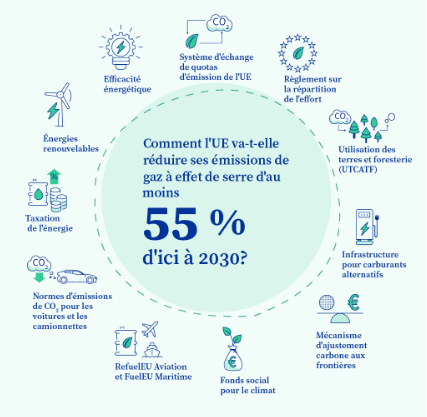 CO₂
Système d'échange
de quotas
d'émission de l'UE
Règlement sur
la répartition
de l'effort
CO₂
Utilisation des
terres et foresterie
(UTCATF)
Infrastructure
pour carburants
alternatifs
€
Mécanisme
d'ajustement
carbone aux
frontières
€
Fonds social
pour le climat
RefuelEU Aviation
et FuelEU Maritime
CO₂
Normes d'émissions
de CO₂ pour les
voitures et les
camionnettes
Taxation
de l'énergie
Énergies
renouvelables
Efficacité
énergétique
Comment l'UE va-t-elle
réduire ses émissions de
gaz à effet de serre d'au
moins
55 %
d'ici à 2030?